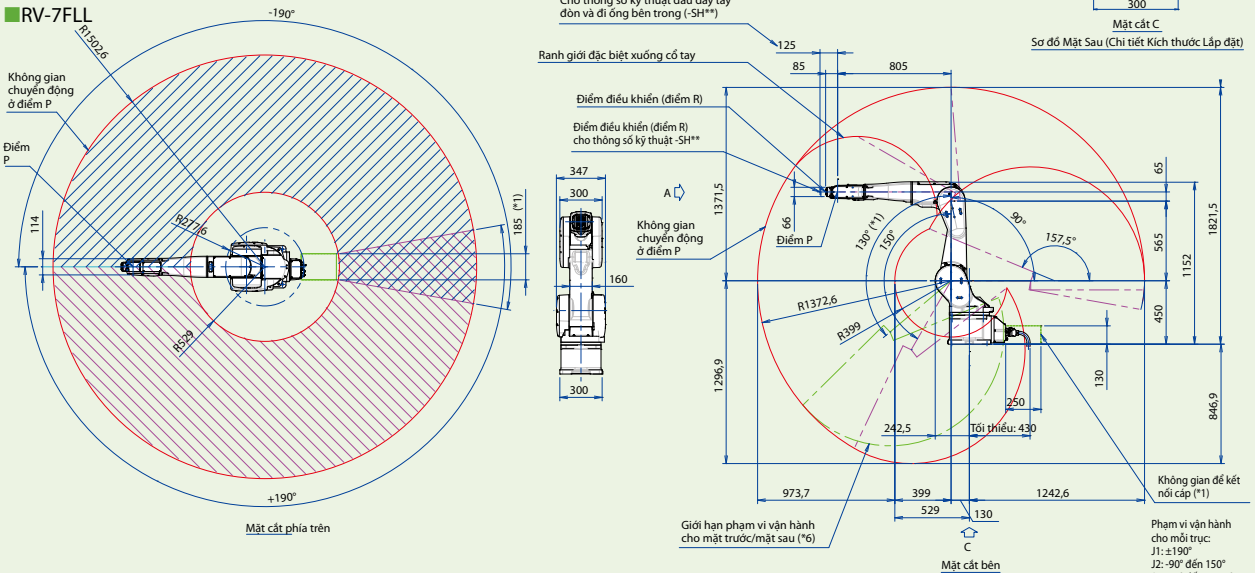 ■RV-7FLL
-190°
R1502,6
Không gian
chuyển động
ở điểm P
Điểm
P
114
R277,6
R529
185 (*1)
+190°
Mặt cắt phía trên
347
300
160
300
đòn và đi ống bên trong (-SH**)
125
Ranh giới đặc biệt xuống cổ tay
85
805
Điểm điều khiển (điểm R)
Điểm điều khiển (điểm R)
cho thông số kỹ thuật -SH**
A
Không gian
chuyển động
ở điểm P
1371,5
66
Điểm P
130° (*1)
150°
90°
157,5°
65
565
1152
1821,5
450
R1372,6
R399
1296,9
130
250
846,9
242,5
Tối thiểu: 430
973,7
399
1242,6
529
130
Không gian để kết
nối cáp (*1)
Giới hạn phạm vi vận hành
cho mặt trước/mặt sau (*6)
C
Mặt cắt bên
300
Mặt cắt C
Sơ đồ Mặt Sau (Chi tiết Kích thước Lắp đặt)
Phạm vi vận hành
cho mỗi trục:
J1: ±190°
J2: -90° đến 150°